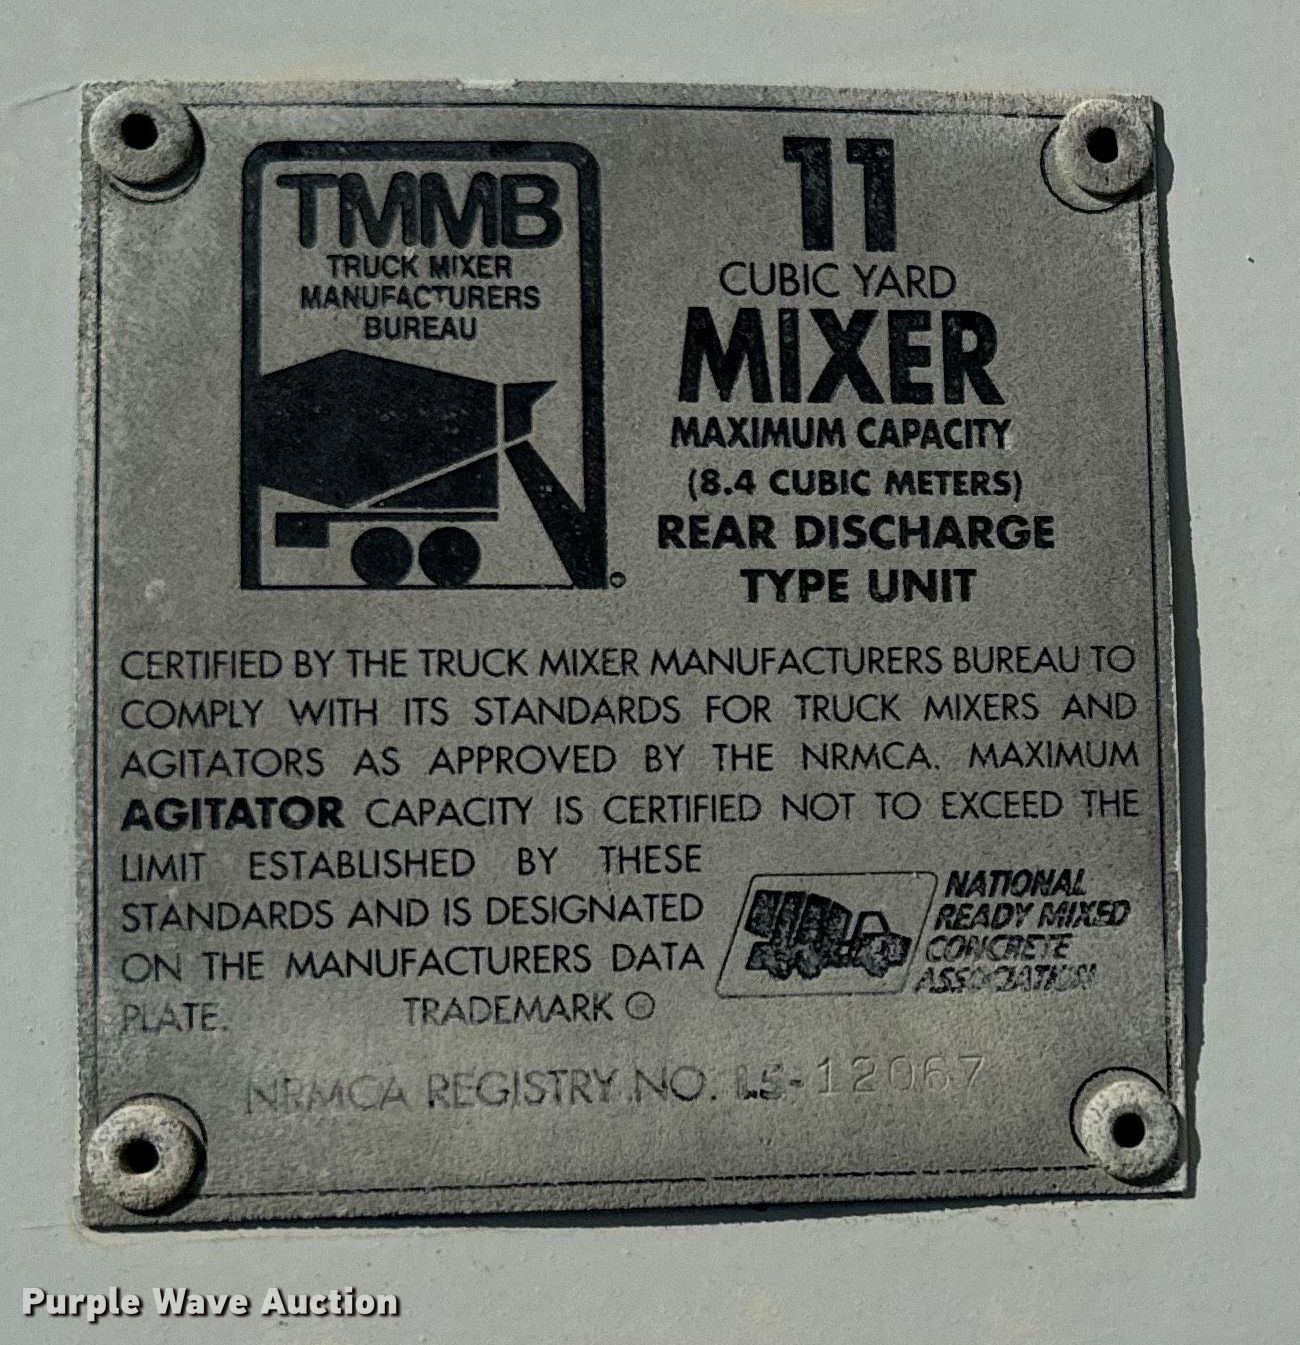 TMMB
TRUCK MIXER
MANUFACTURERS
BUREAU
11
CUBIC YARD
MIXER
MAXIMUM CAPACITY
(8.4 CUBIC METERS)
REAR DISCHARGE
TYPE UNIT
CERTIFIED BY THE TRUCK MIXER MANUFACTURERS BUREAU TO
COMPLY WITH ITS STANDARDS FOR TRUCK MIXERS AND
AGITATORS AS APPROVED BY THE NRMCA. MAXIMUM
AGITATOR CAPACITY IS CERTIFIED NOT TO EXCEED THE
LIMIT ESTABLISHED BY THESE
STANDARDS AND IS DESIGNATED
ON THE MANUFACTURERS DATA
PLATE. TRADEMARK ®
NATIONAL
READY MIXED
CONCRETE
ASSOCIATION
NRMCA REGISTRY NO. LS-12067
Purple Wave Auction